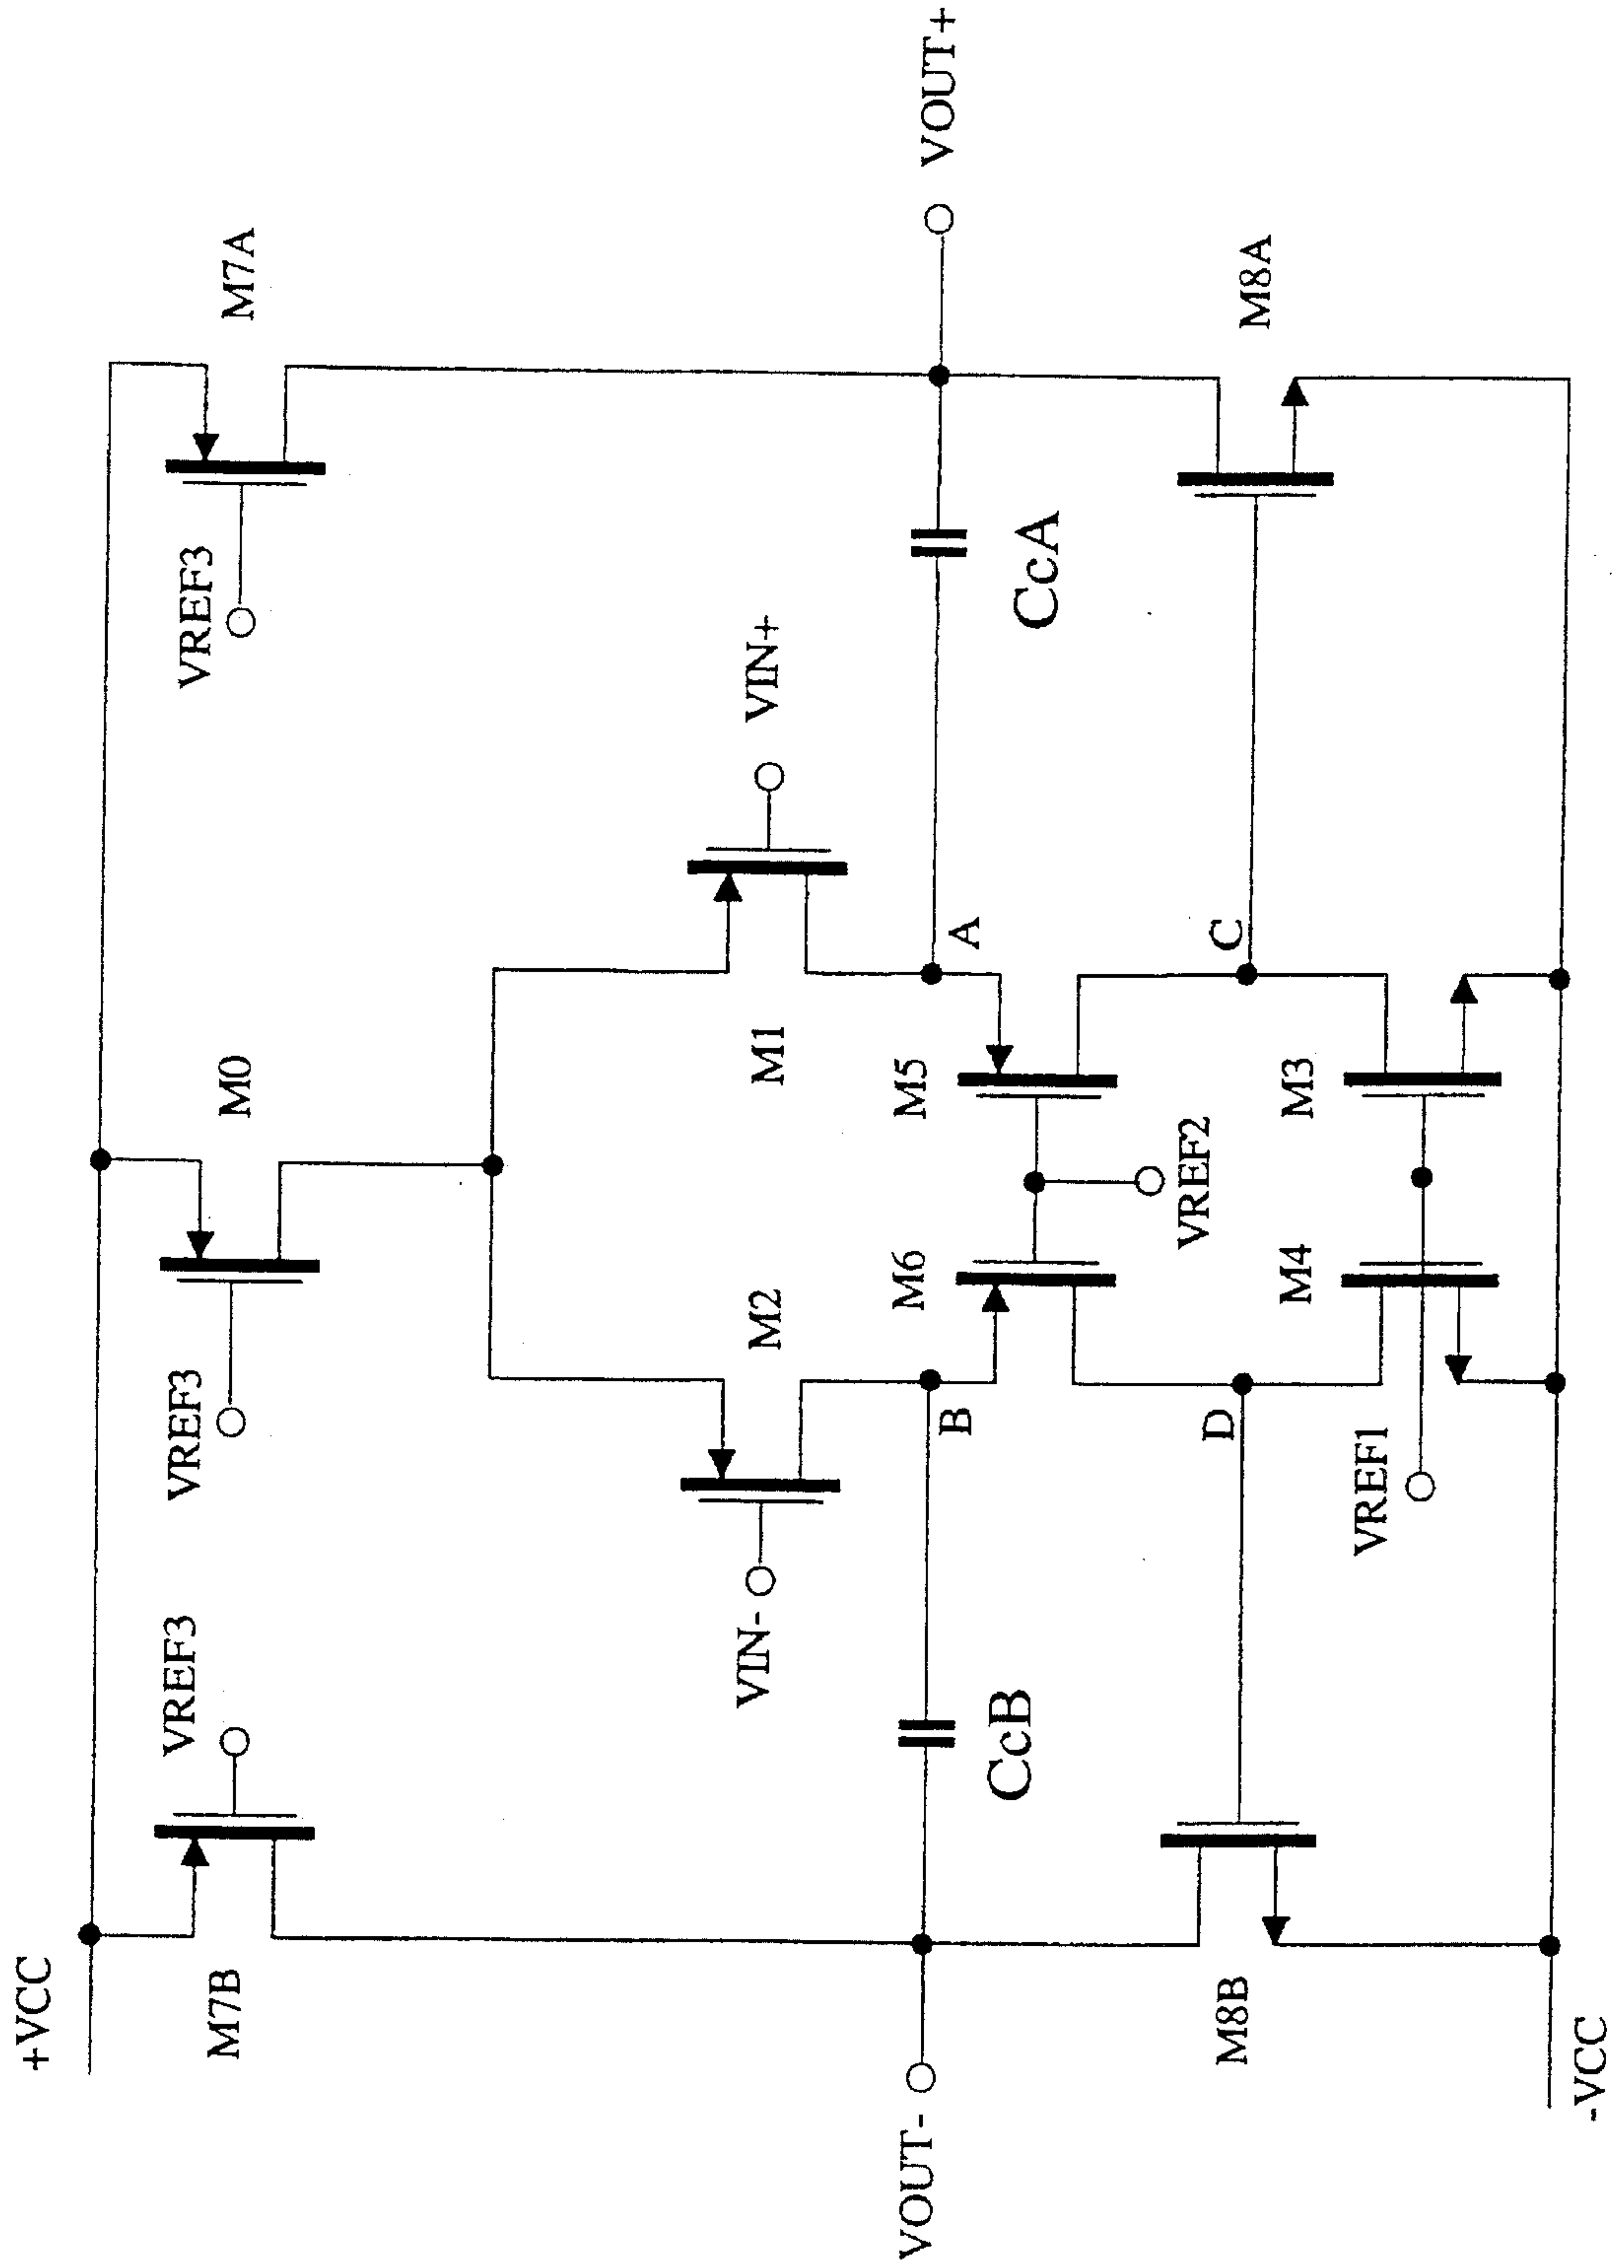 +VCC
M7B
VREF3
VREF3
M0
VREF3
M7A
VIN-
M2
M1
VIN+
VOUT-
CcB
B
M6
M5
A
CcA
VOUT+
VREF2
M8B
D
M4
M3
C
M8A
VREF1
-VCC